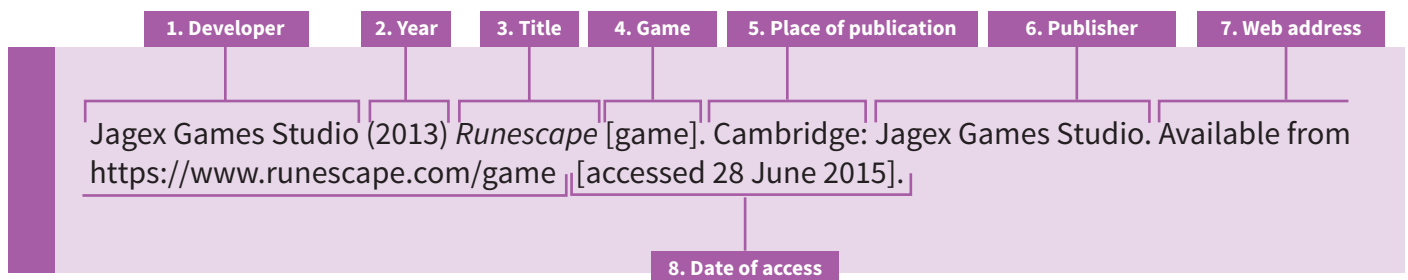 1. Developer 2. Year 3. Title 4. Game 5. Place of publication 6. Publisher 7. Web address
Jagex Games Studio (2013) Runescape [game]. Cambridge: Jagex Games Studio. Available from
https://www.runescape.com/game [accessed 28 June 2015].
8. Date of access